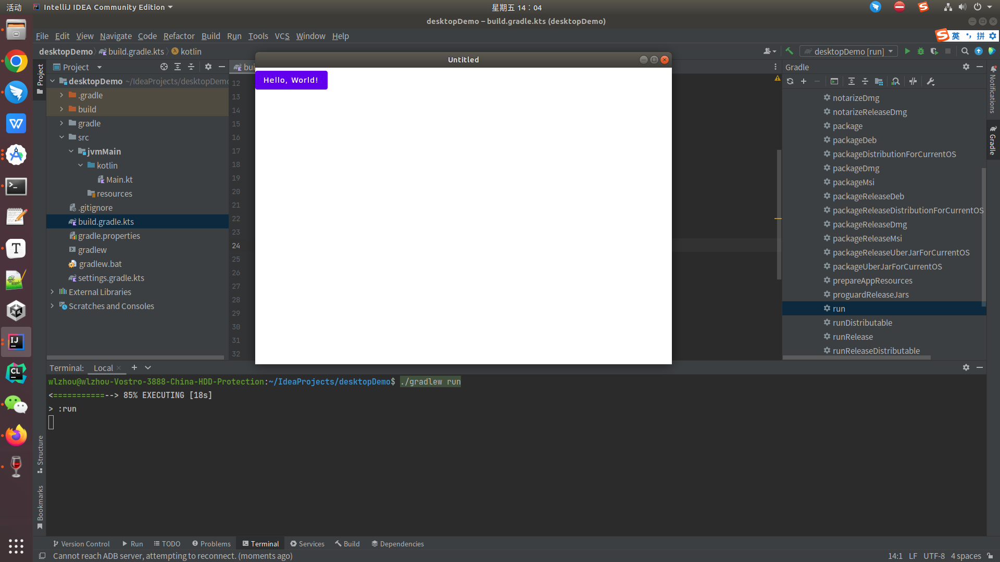 活动
IntelliJ IDEA Community Edition
星期五 14：04
desktopDemo – build.gradle.kts (desktopDemo)
File Edit View Navigate Code Refactor Build Run Tools VCS Window Help
英 拼
desktopDemo build.gradle.kts kotlin
desktopDemo [run]
Project
Project
desktopDemo ~/IdeaProjects/desktopDemo
.gradle
build
gradle
src
jvmMain
kotlin
Main.kt
resources
.gitignore
build.gradle.kts
gradle.properties
gradlew
gradlew.bat
settings.gradle.kts
External Libraries
Scratches and Consoles
bui
12
13
14
15
16
17
18
19
20
21
22
23
24
25
26
27
28
29
30
31
32
Untitled
Hello, World!
Gradle
notarizeDmg
notarizeReleaseDmg
package
packageDeb
packageDistributionForCurrentOS
packageDmg
packageMsi
packageReleaseDeb
packageReleaseDistributionForCurrentOS
packageReleaseDmg
packageReleaseMsi
packageReleaseUberJarForCurrentOS
packageUberJarForCurrentOS
prepareAppResources
proguardReleaseJars
run
runDistributable
runRelease
runReleaseDistributable
Notifications
Gradle
Terminal: Local
wlzhou@wlzhou-Vostro-3888-China-HDD-Protection:~/IdeaProjects/desktopDemo$ ./gradlew run
<===========--> 85% EXECUTING [18s]
> :run
Structure
Bookmarks
Version Control Run TODO Problems Terminal Services Build Dependencies
Cannot reach ADB server, attempting to reconnect. (moments ago)
14:1 LF UTF-8 4 spaces